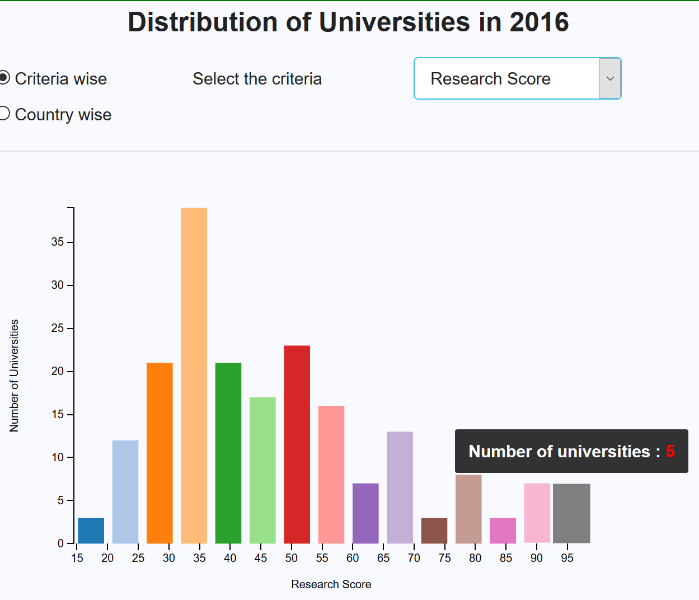 Distribution of Universities in 2016
Criteria wise
Select the criteria
Research Score
Country wise
Number of Universities
35
30
25
20
15
10
5
0
Number of universities : 5
15 20 25 30 35 40 45 50 55 60 65 70 75 80 85 90 95
Research Score